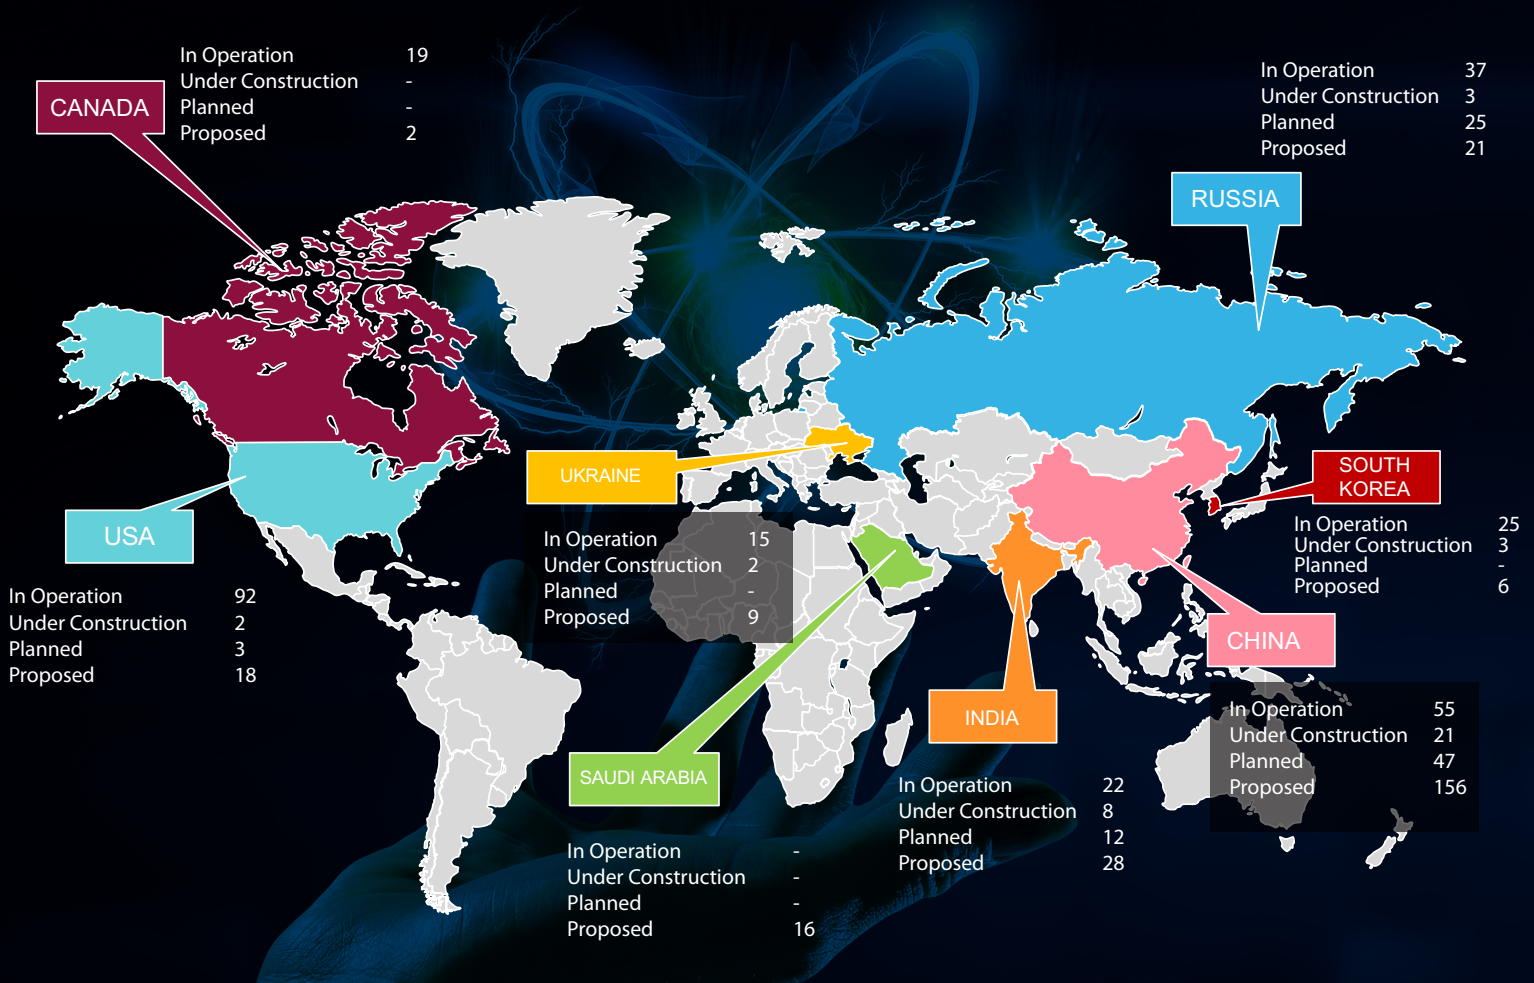 CANADA
In Operation 19
Under Construction -
Planned -
Proposed 2
RUSSIA
In Operation 37
Under Construction 3
Planned 25
Proposed 21
USA
In Operation 92
Under Construction 2
Planned 3
Proposed 18
UKRAINE
In Operation 15
Under Construction 2
Planned -
Proposed 9
SOUTH
KOREA
In Operation 25
Under Construction 3
Planned -
Proposed 6
CHINA
In Operation 55
Under Construction 21
Planned 47
Proposed 156
INDIA
In Operation 22
Under Construction 8
Planned 12
Proposed 28
SAUDI ARABIA
In Operation -
Under Construction -
Planned -
Proposed 16